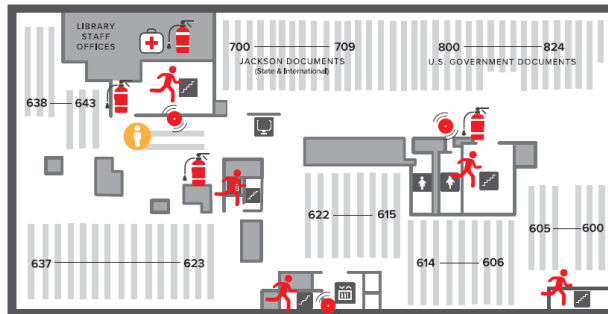 LIBRARY
STAFF
OFFICES
700 709
JACKSON DOCUMENTS
(State & International)
800 824
U.S. GOVERNMENT DOCUMENTS
638 643
622 615
605 600
637 623
614 606